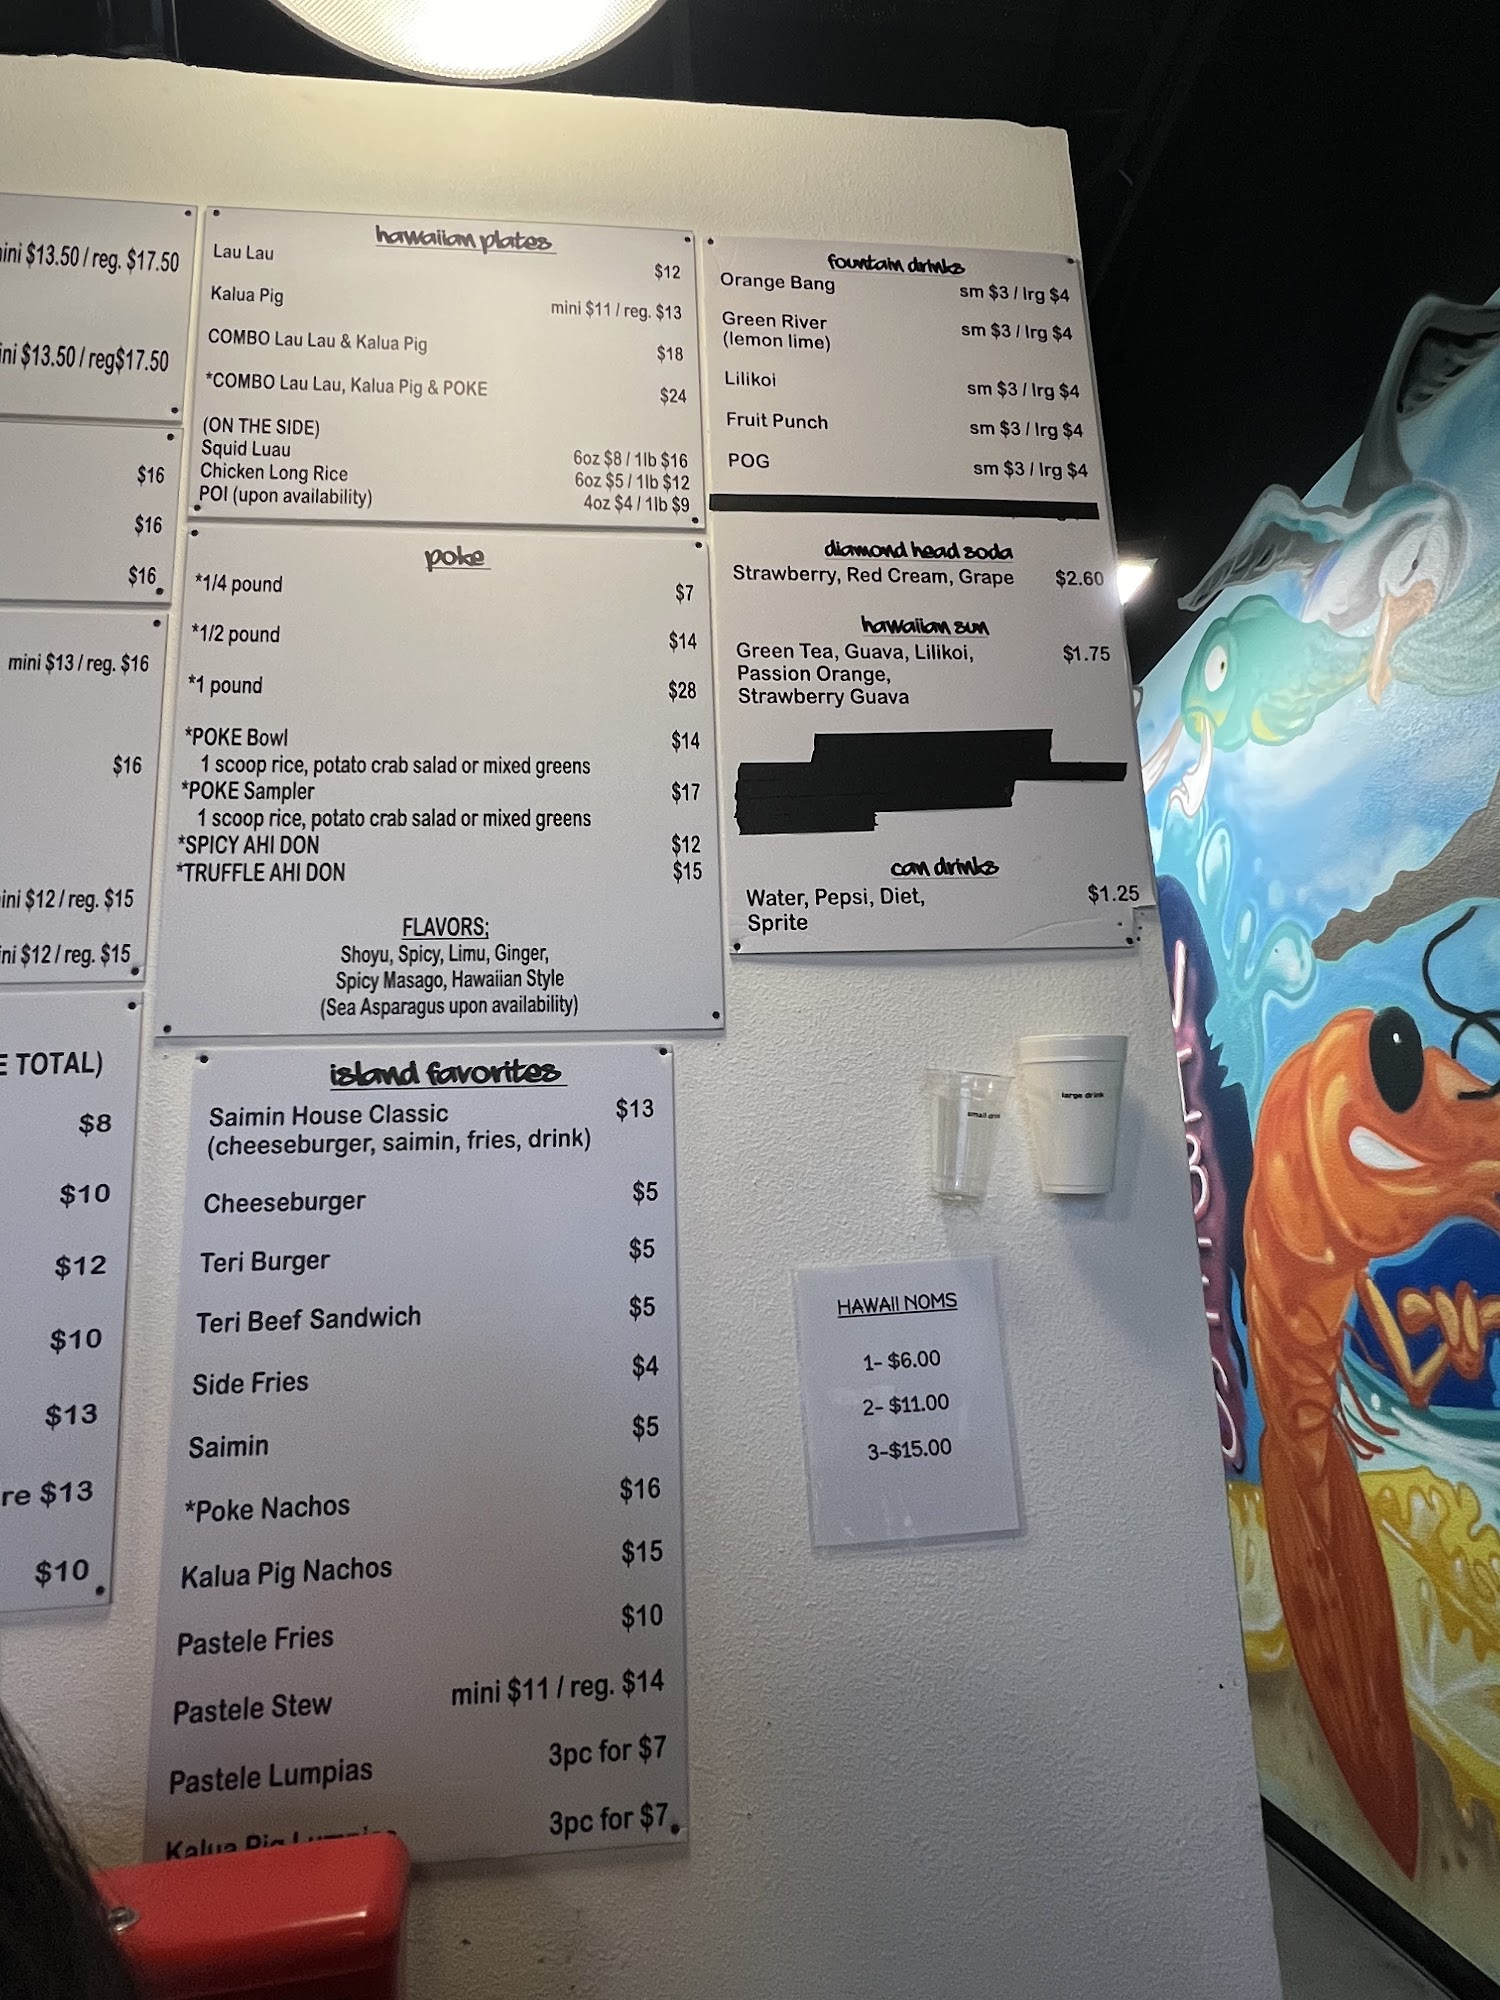 mini $13.50 / reg. $17.50
mini $13.50 / reg$17.50
$16
$16
$16
mini $13 / reg. $16
$16
mini $12 / reg. $15
mini $12 / reg. $15
TOTAL)
$8
$10
$12
$10
$13
$13
$10
hawaiian plates
Lau Lau $12
Kalua Pig mini $11 / reg. $13
COMBO Lau Lau & Kalua Pig $18
*COMBO Lau Lau, Kalua Pig & POKE $24
(ON THE SIDE)
Squid Luau 6oz $8 / 1lb $16
Chicken Long Rice 6oz $5 / 1lb $12
POI (upon availability) 4oz $4 / 1lb $9
poke
*1/4 pound $7
*1/2 pound $14
*1 pound $28
*POKE Bowl $14
1 scoop rice, potato crab salad or mixed greens
*POKE Sampler $17
1 scoop rice, potato crab salad or mixed greens
*SPICY AHI DON $12
*TRUFFLE AHI DON $15
FLAVORS;
Shoyu, Spicy, Limu, Ginger,
Spicy Masago, Hawaiian Style
(Sea Asparagus upon availability)
island favorites
Saimin House Classic $13
(cheeseburger, saimin, fries, drink)
Cheeseburger $5
Teri Burger $5
Teri Beef Sandwich $5
Side Fries $4
Saimin $5
*Poke Nachos $16
Kalua Pig Nachos $15
Pastele Fries $10
Pastele Stew mini $11 / reg. $14
Pastele Lumpias 3pc for $7
Kalua Pig Lumpias 3pc for $7
fountain drinks
Orange Bang sm $3 / lrg $4
Green River sm $3 / lrg $4
(lemon lime)
Lilikoi sm $3 / lrg $4
Fruit Punch sm $3 / lrg $4
POG sm $3 / lrg $4
diamond head soda
Strawberry, Red Cream, Grape $2.60
hawaiian sun
Green Tea, Guava, Lilikoi, $1.75
Passion Orange,
Strawberry Guava
can drinks
Water, Pepsi, Diet, $1.25
Sprite
small drink
large drink
HAWAII NOMS
1- $6.00
2- $11.00
3-$15.00